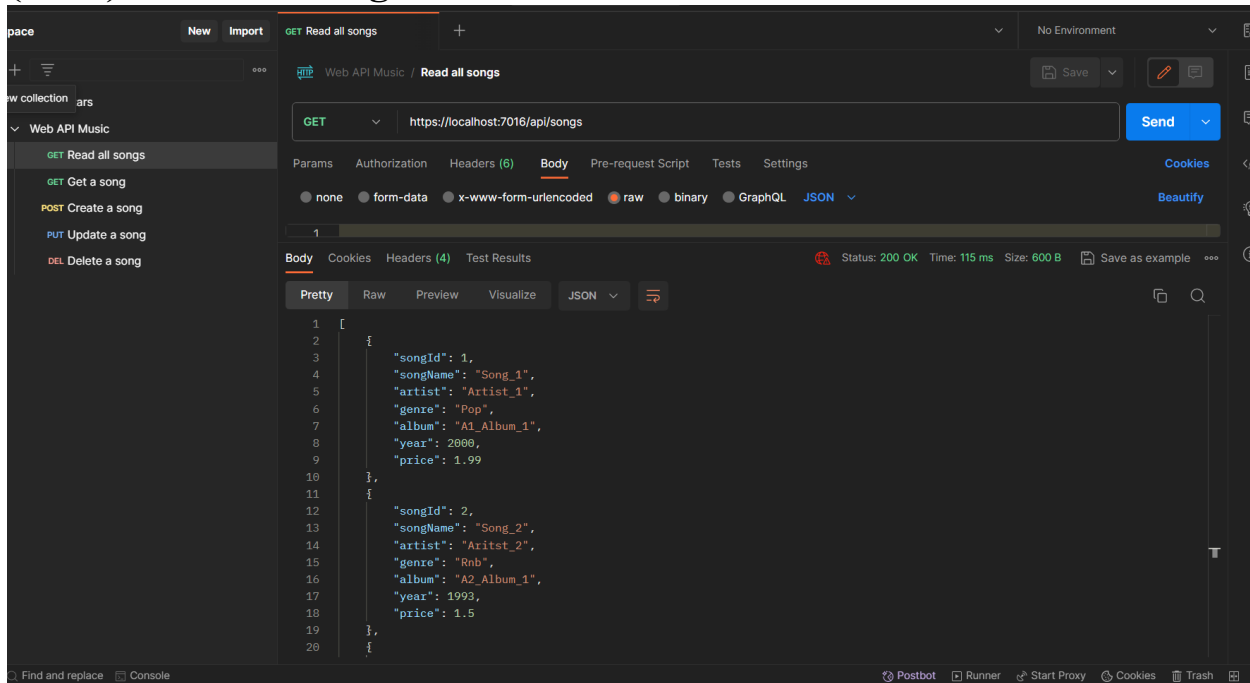 pace New Import GET Read all songs No Environment
Web API Music / Read all songs Save
ew collection ars
Web API Music
GET https://localhost:7016/api/songs Send
GET Read all songs
GET Get a song
POST Create a song
PUT Update a song
DEL Delete a song
Params Authorization Headers (6) Body Pre-request Script Tests Settings Cookies
none form-data x-www-form-urlencoded raw binary GraphQL JSON Beautify
1
Body Cookies Headers (4) Test Results Status: 200 OK Time: 115 ms Size: 600 B Save as example
Pretty Raw Preview Visualize JSON
1 [
2 {
3 "songId": 1,
4 "songName": "Song_1",
5 "artist": "Artist_1",
6 "genre": "Pop",
7 "album": "A1_Album_1",
8 "year": 2000,
9 "price": 1.99
10 },
11 {
12 "songId": 2,
13 "songName": "Song_2",
14 "artist": "Aritst_2",
15 "genre": "Rnb",
16 "album": "A2_Album_1",
17 "year": 1993,
18 "price": 1.5
19 },
20 {
Find and replace Console Postbot Runner Start Proxy Cookies Trash